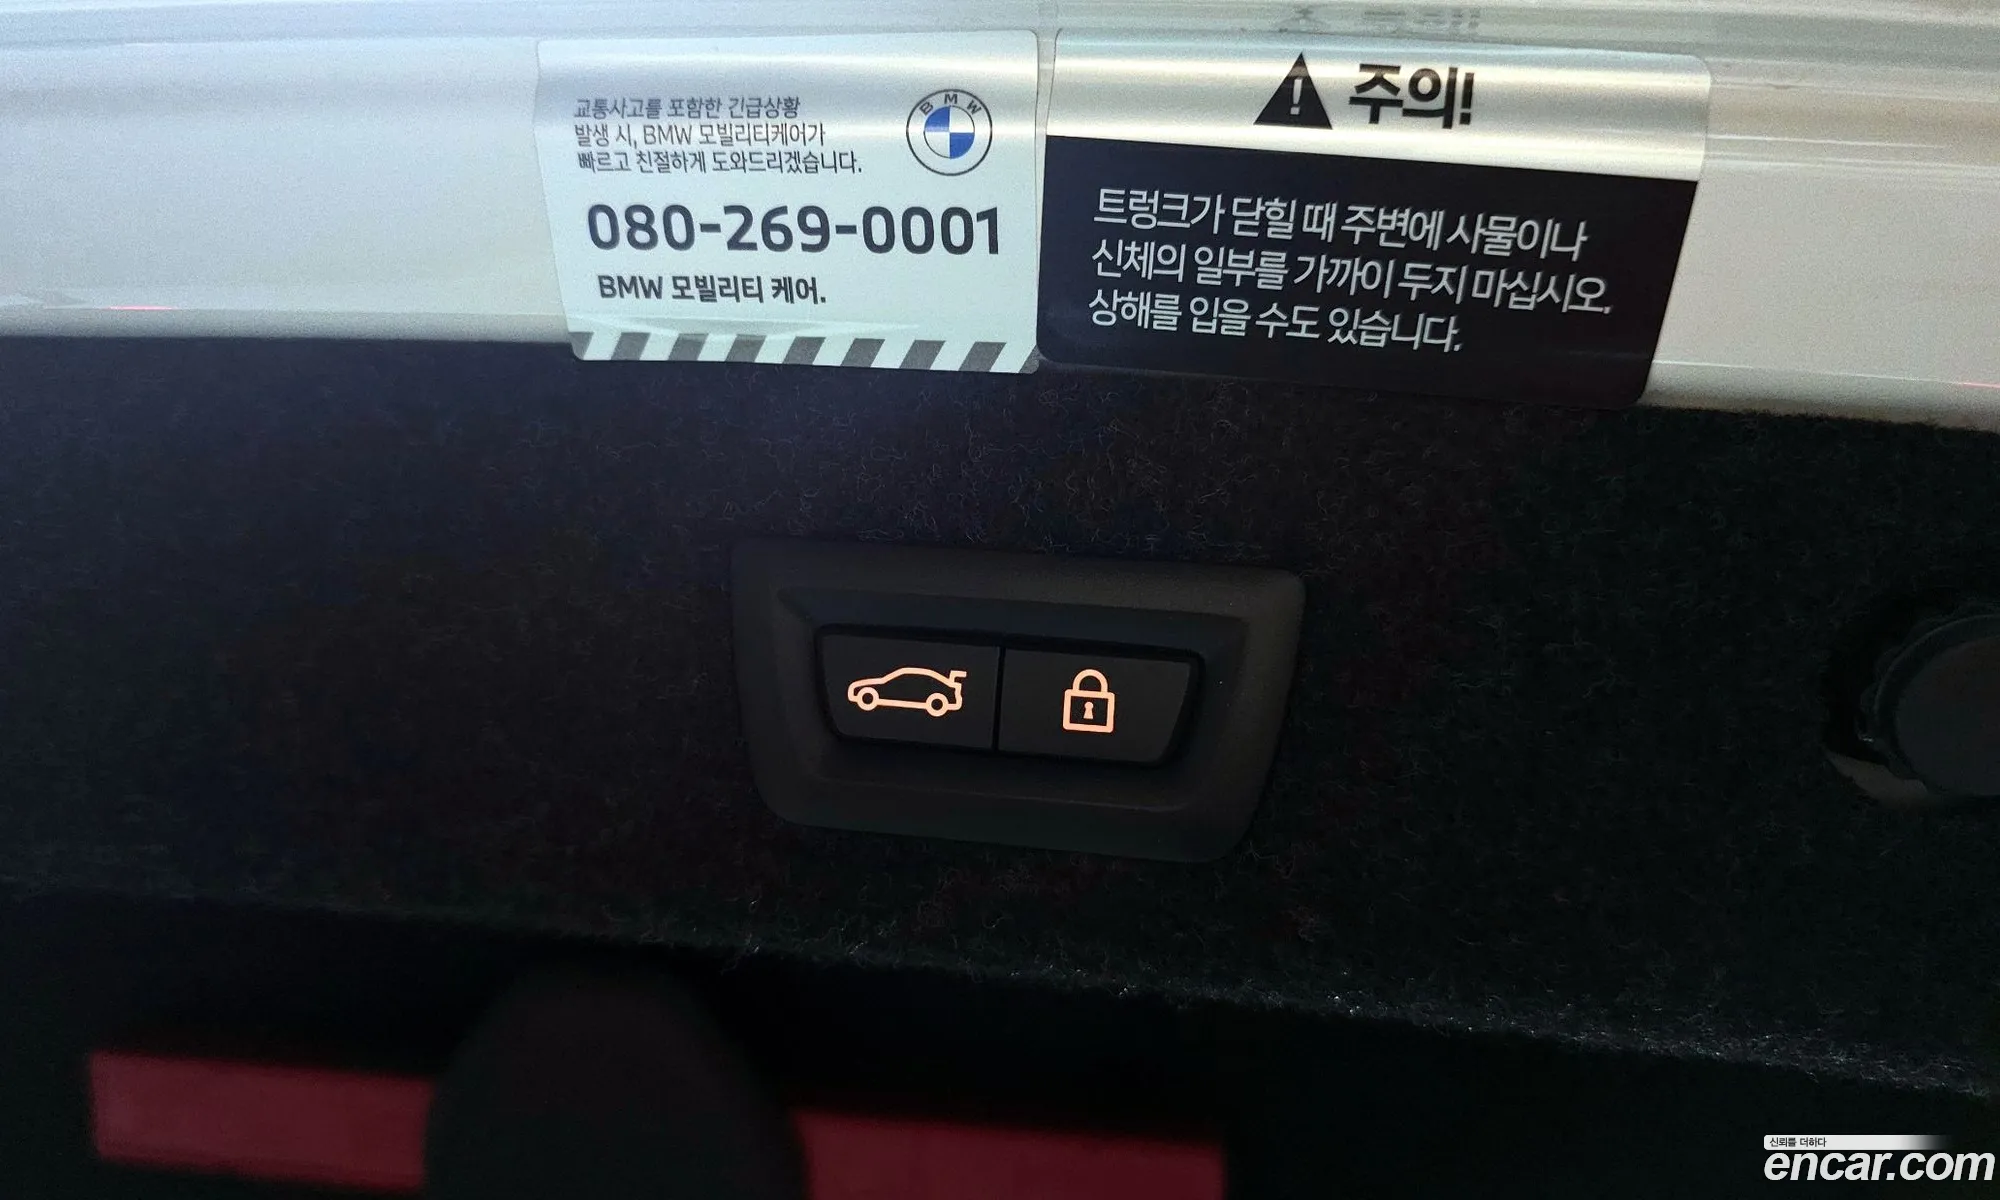 교통사고를 포함한 긴급상황
발생 시, BMW 모빌리티케어가
빠르고 친절하게 도와드리겠습니다.
BMW
080-269-0001
BMW 모빌리티 케어.
주의!
트렁크가 닫힐 때 주변에 사물이나
신체의 일부를 가까이 두지 마십시오.
상해를 입을 수도 있습니다.
신뢰를 더하다
encar.com